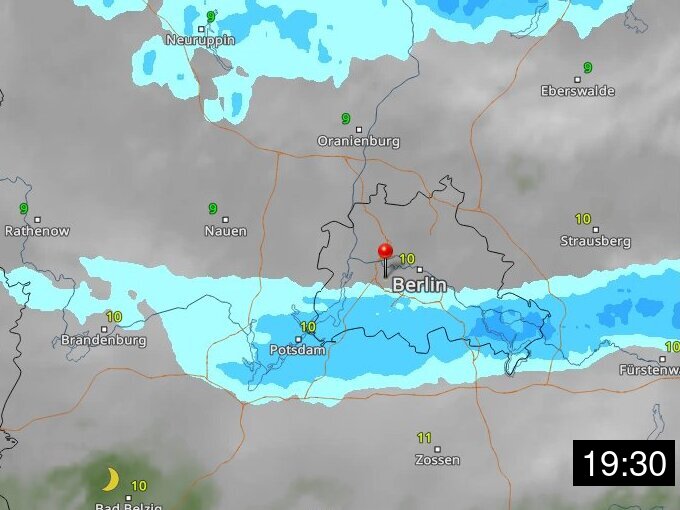 9
Neuruppin
9
Eberswalde
9
Oranienburg
9
Rathenow
9
Nauen
10
Strausberg
10
Berlin
10
Brandenburg
10
Potsdam
10
Fürstenwa
11
Zossen
19:30
10
Bad Belzig